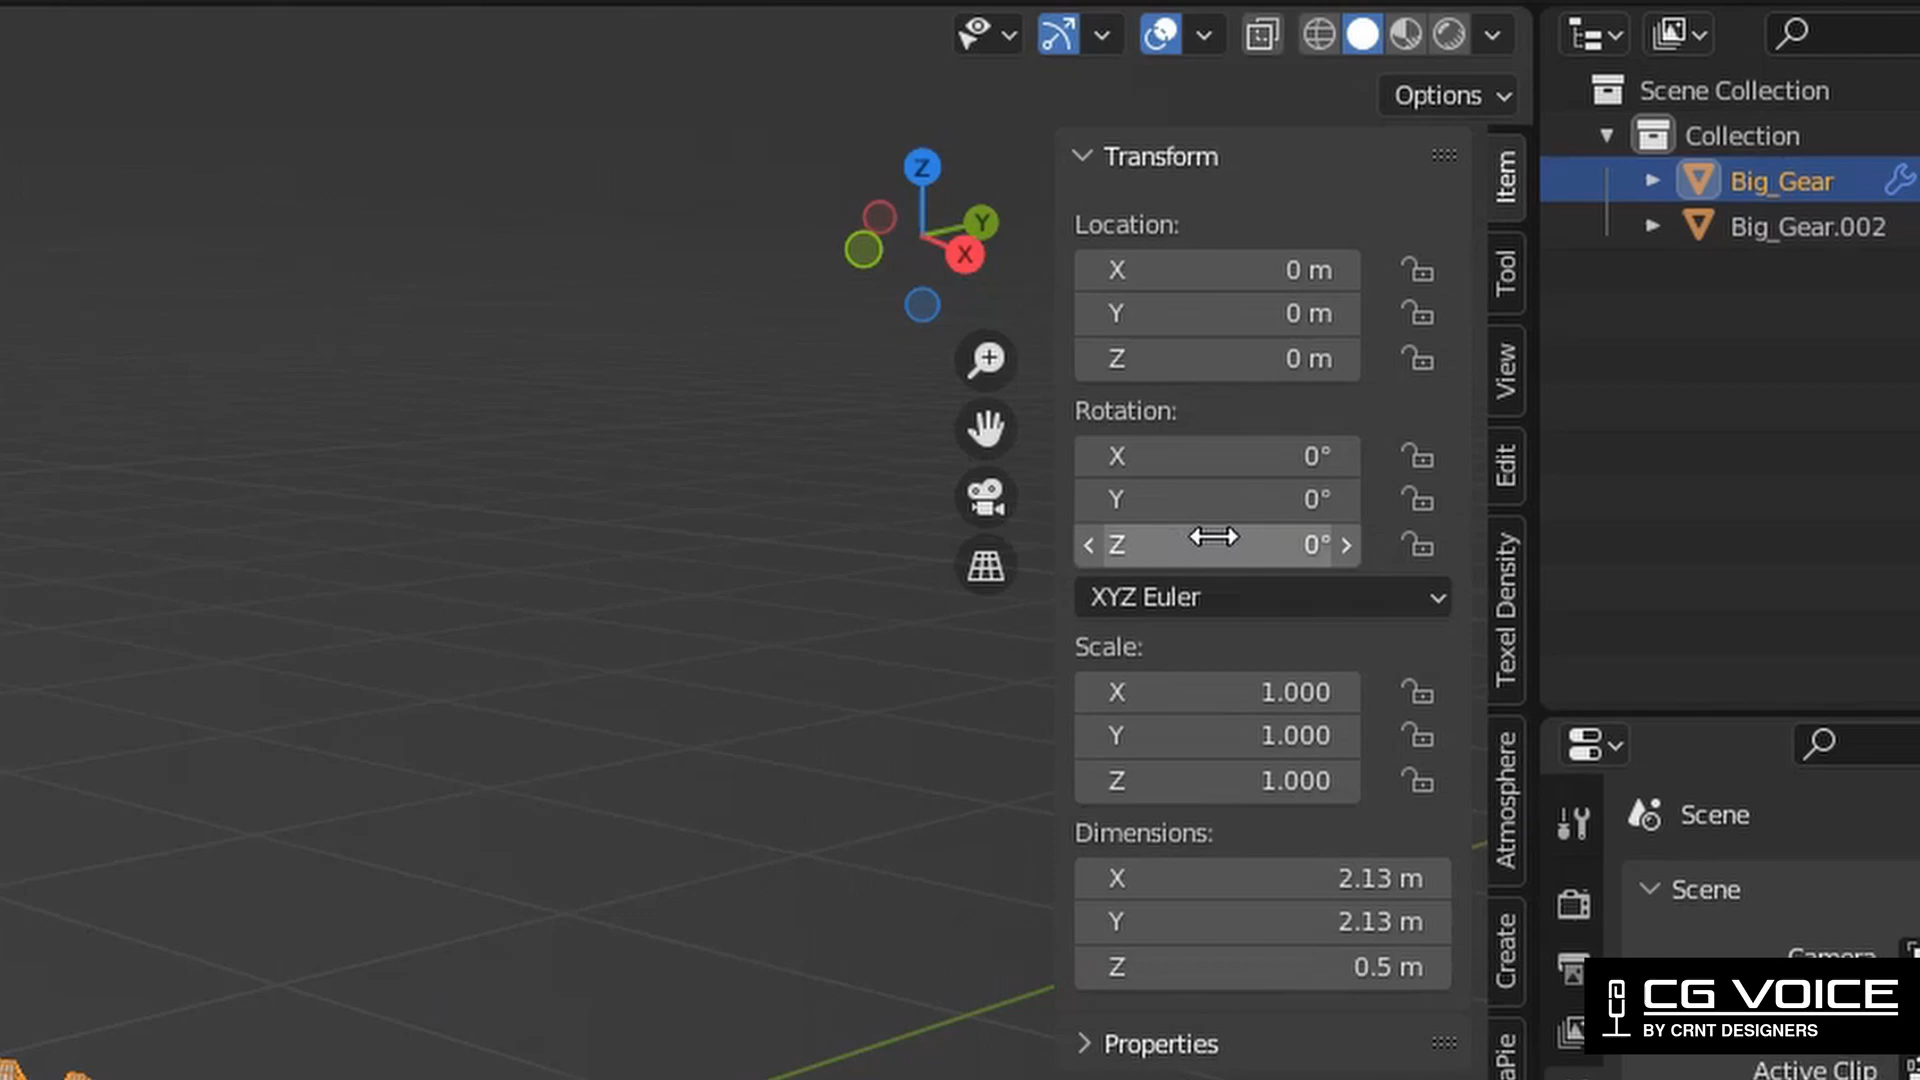 Options
Scene Collection
Collection
Big_Gear
Big_Gear.002
Z
Y
X
Transform
Location:
X 0 m
Y 0 m
Z 0 m
Rotation:
X 0°
Y 0°
Z 0°
XYZ Euler
Scale:
X 1.000
Y 1.000
Z 1.000
Dimensions:
X 2.13 m
Y 2.13 m
Z 0.5 m
Properties
Item
Tool
View
Edit
Texel Density
Atmosphere
Create
aPie
Scene
Scene
Camera
Active Clip
CG VOICE
BY CRNT DESIGNERS